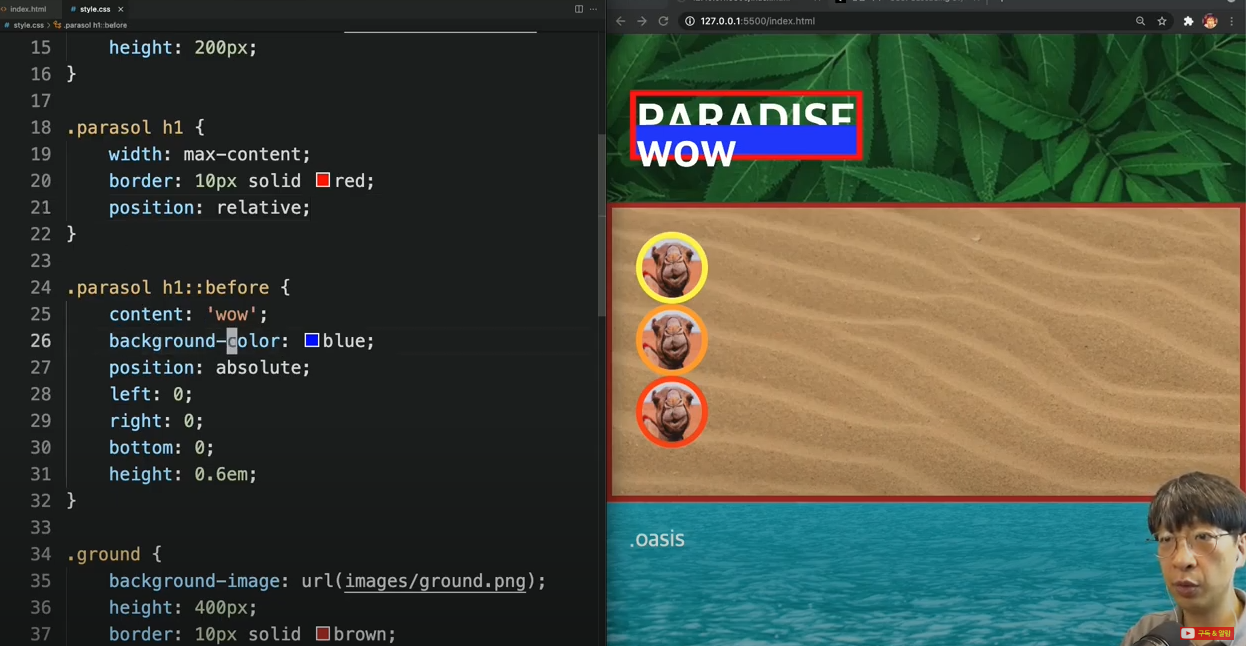 index.html
# style.css ×
# style.css > .parasol h1::before
15 height: 200px;
16 }
17
18 .parasol h1 {
19 width: max-content;
20 border: 10px solid red;
21 position: relative;
22 }
23
24 .parasol h1::before {
25 content: 'wow';
26 background-color: blue;
27 position: absolute;
28 left: 0;
29 right: 0;
30 bottom: 0;
31 height: 0.6em;
32 }
33
34 .ground {
35 background-image: url(images/ground.png);
36 height: 400px;
37 border: 10px solid brown;
127.0.0.1:5500/index.html
PARADISE
wow
.oasis
구독 & 알림